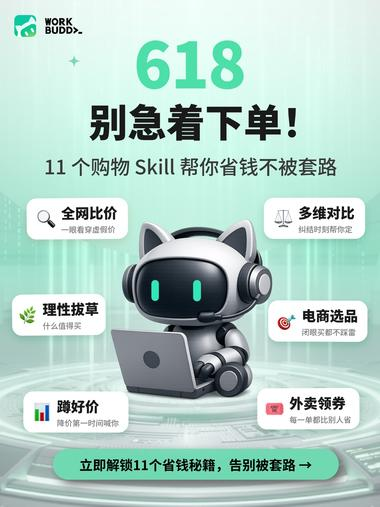 WORK
BUDD>_
618
别急着下单!
11 个购物 Skill 帮你省钱不被套路
全网比价
一眼看穿虚假价
多维对比
纠结时刻帮你定
理性拔草
什么值得买
电商选品
闭眼买都不踩雷
蹲好价
降价第一时间喊你
外卖领券
每一单都比别人省
立即解锁11个省钱秘籍，告别被套路 →